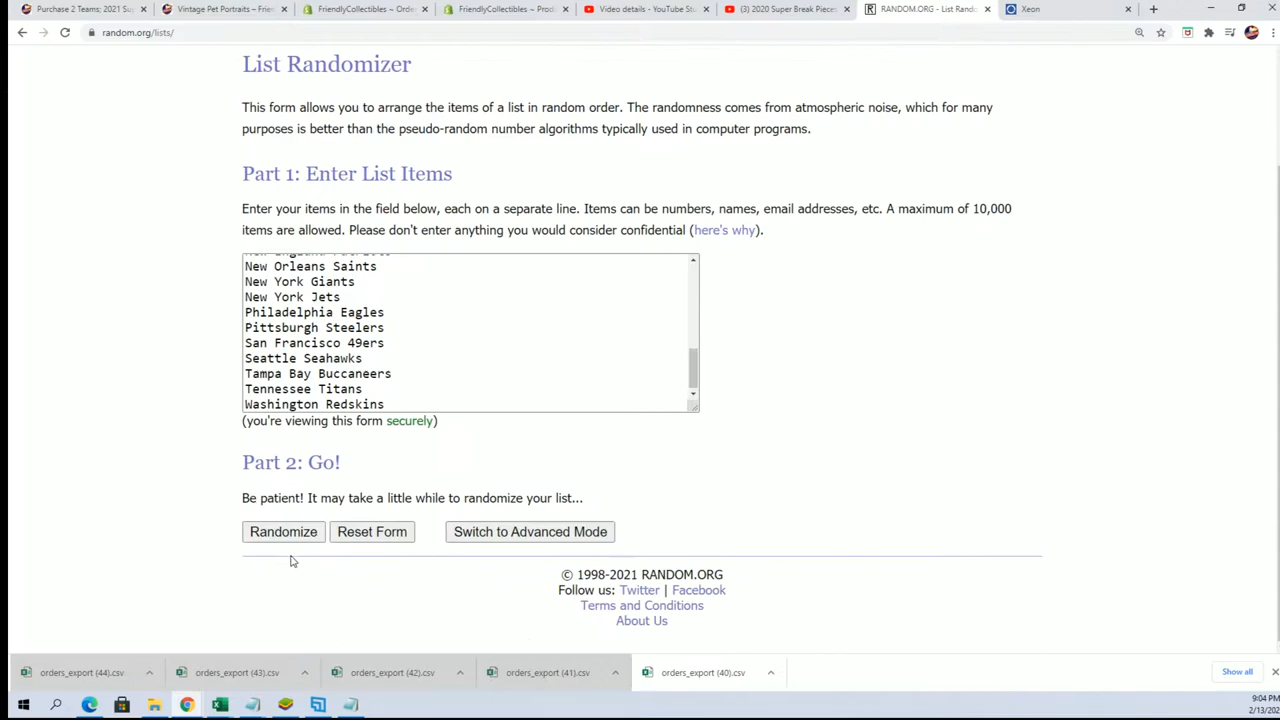 Purchase 2 Teams; 2021 Su
Vintage Pet Portraits – Frie
FriendlyCollectibles ~ Orde
FriendlyCollectibles ~ Prod
Video details - YouTube Stu
(3) 2020 Super Break Pieces
RANDOM.ORG - List Rando
Xeon
random.org/lists/
List Randomizer
This form allows you to arrange the items of a list in random order. The randomness comes from atmospheric noise, which for many
purposes is better than the pseudo-random number algorithms typically used in computer programs.
Part 1: Enter List Items
Enter your items in the field below, each on a separate line. Items can be numbers, names, email addresses, etc. A maximum of 10,000
items are allowed. Please don't enter anything you would consider confidential (here's why).
New England Patriots
New Orleans Saints
New York Giants
New York Jets
Philadelphia Eagles
Pittsburgh Steelers
San Francisco 49ers
Seattle Seahawks
Tampa Bay Buccaneers
Tennessee Titans
Washington Redskins
(you're viewing this form securely)
Part 2: Go!
Be patient! It may take a little while to randomize your list...
Randomize Reset Form Switch to Advanced Mode
© 1998-2021 RANDOM.ORG
Follow us: Twitter | Facebook
Terms and Conditions
About Us
orders_export (44).csv
orders_export (43).csv
orders_export (42).csv
orders_export (41).csv
orders_export (40).csv
Show all
9:04 PM
2/13/202